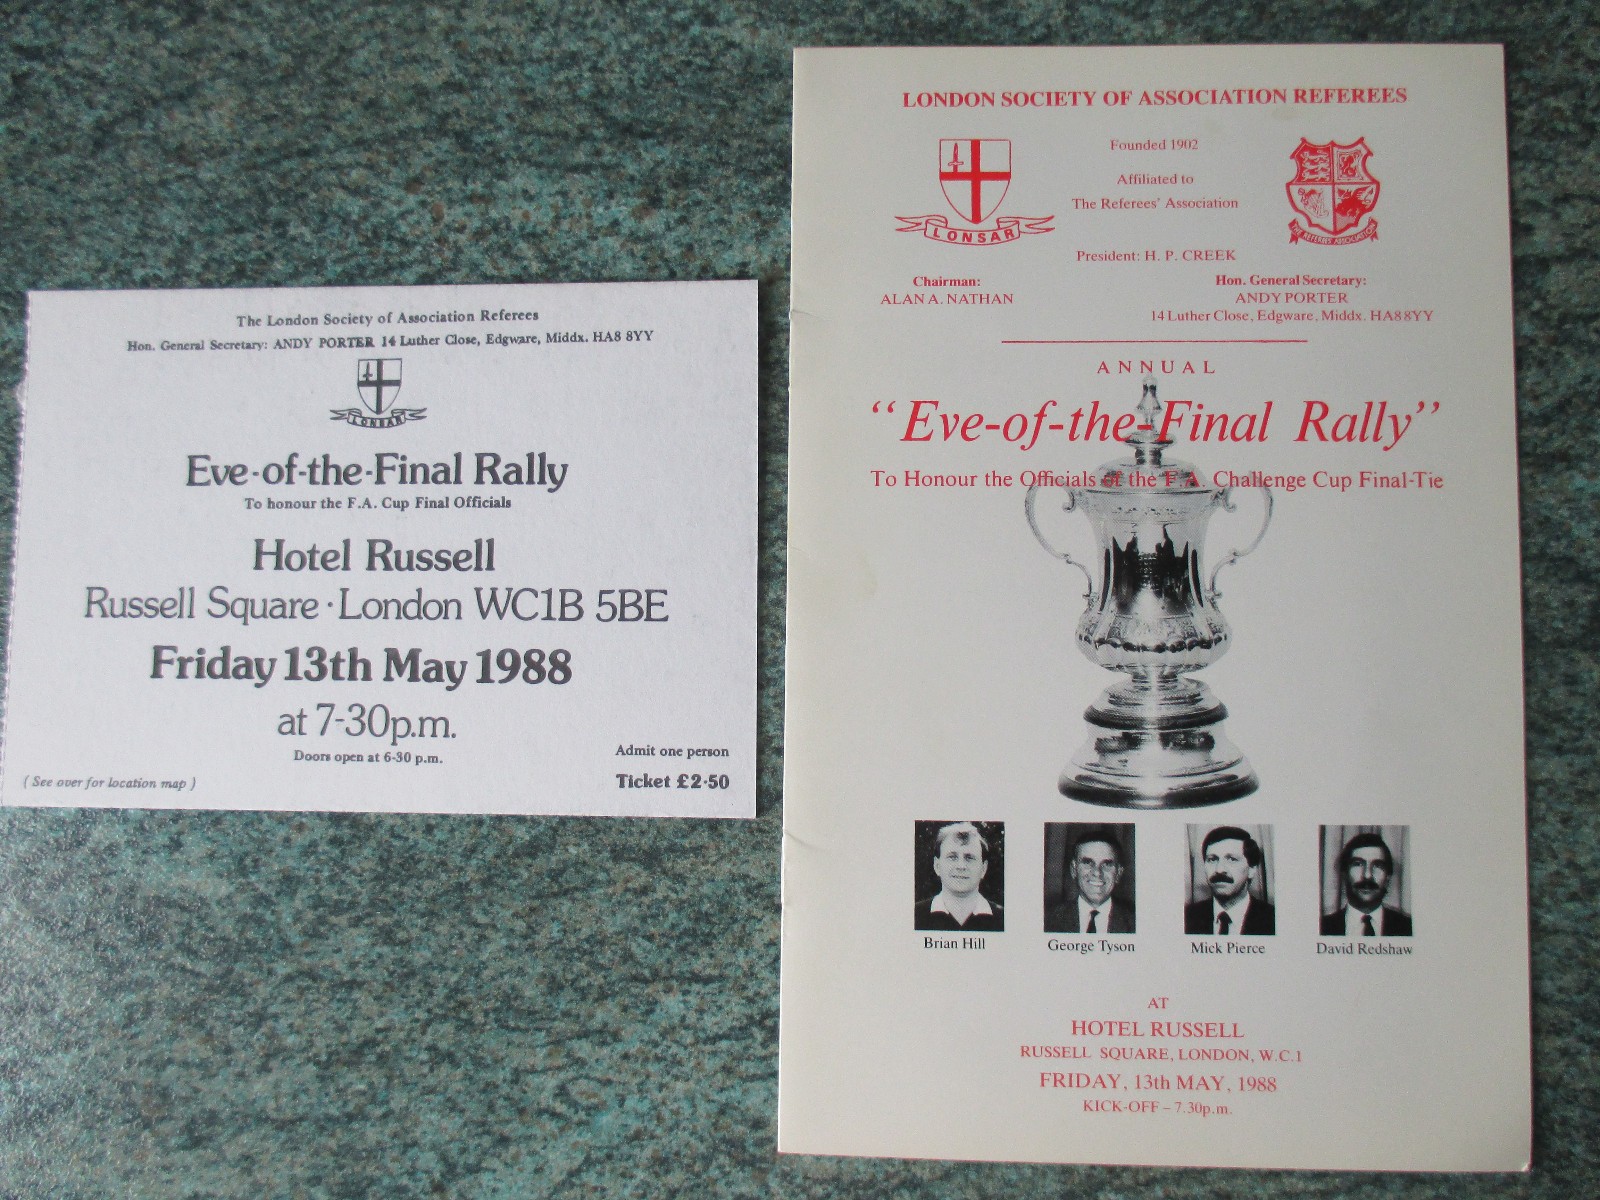 The London Society of Association Referees
Hon. General Secretary: ANDY PORTER 14 Luther Close, Edgware, Middx. HA8 8YY
LONSAR
Eve-of-the-Final Rally
To honour the F.A. Cup Final Officials
Hotel Russell
Russell Square · London WC1B 5BE
Friday 13th May 1988
at 7-30p.m.
Doors open at 6-30 p.m.
Admit one person
(See over for location map)
Ticket £2·50
LONDON SOCIETY OF ASSOCIATION REFEREES
Founded 1902
Affiliated to
The Referees' Association
LONSAR
THE REFEREES' ASSOCIATION
President: H. P. CREEK
Chairman:
ALAN A. NATHAN
Hon. General Secretary:
ANDY PORTER
14 Luther Close, Edgware, Middx. HA8 8YY
ANNUAL
"Eve-of-the-Final Rally"
To Honour the Officials of the F.A. Challenge Cup Final-Tie
Brian Hill
George Tyson
Mick Pierce
David Redshaw
AT
HOTEL RUSSELL
RUSSELL SQUARE, LONDON, W.C.1
FRIDAY, 13th MAY, 1988
KICK-OFF – 7.30p.m.